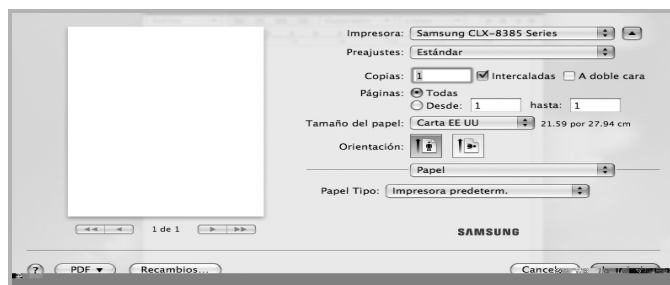 Impresora: Samsung CLX-8385 Series
Preajustes: Estándar
Copias: 1 Intercaladas A doble cara
Páginas: Todas
Desde: 1 hasta: 1
Tamaño del papel: Carta EE UU 21.59 por 27.94 cm
Orientación:
Papel
Papel Tipo: Impresora predeterm.
1 de 1
SAMSUNG
? PDF Recambios...